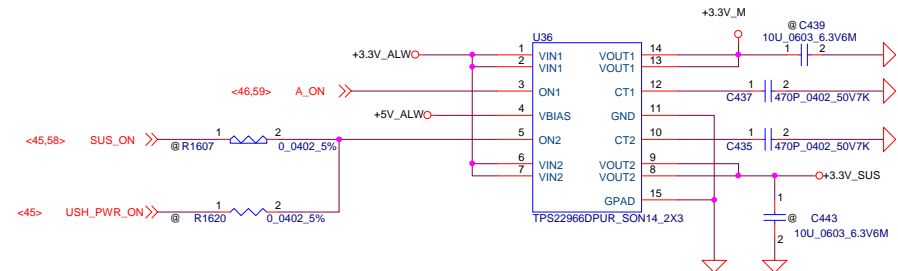 +3.3V_M
@ C439
10U_0603_6.3V6M
1 2
U36
+3.3V_ALW
1 VIN1 VOUT1 14
2 VIN1 VOUT1 13
<46,59> A_ON 3 ON1 CT1 12 1 2
C437 470P_0402_50V7K
+5V_ALW 4 VBIAS GND 11
<45,58> SUS_ON 1 2 5 ON2 CT2 10 1 2
@ R1607 0_0402_5% C435 470P_0402_50V7K
6 VIN2 VOUT2 9
7 VIN2 VOUT2 8 +3.3V_SUS
GPAD 15
<45> USH_PWR_ON 1 2
@ R1620 0_0402_5%
TPS22966DPUR_SON14_2X3
1
@ C443
10U_0603_6.3V6M
2